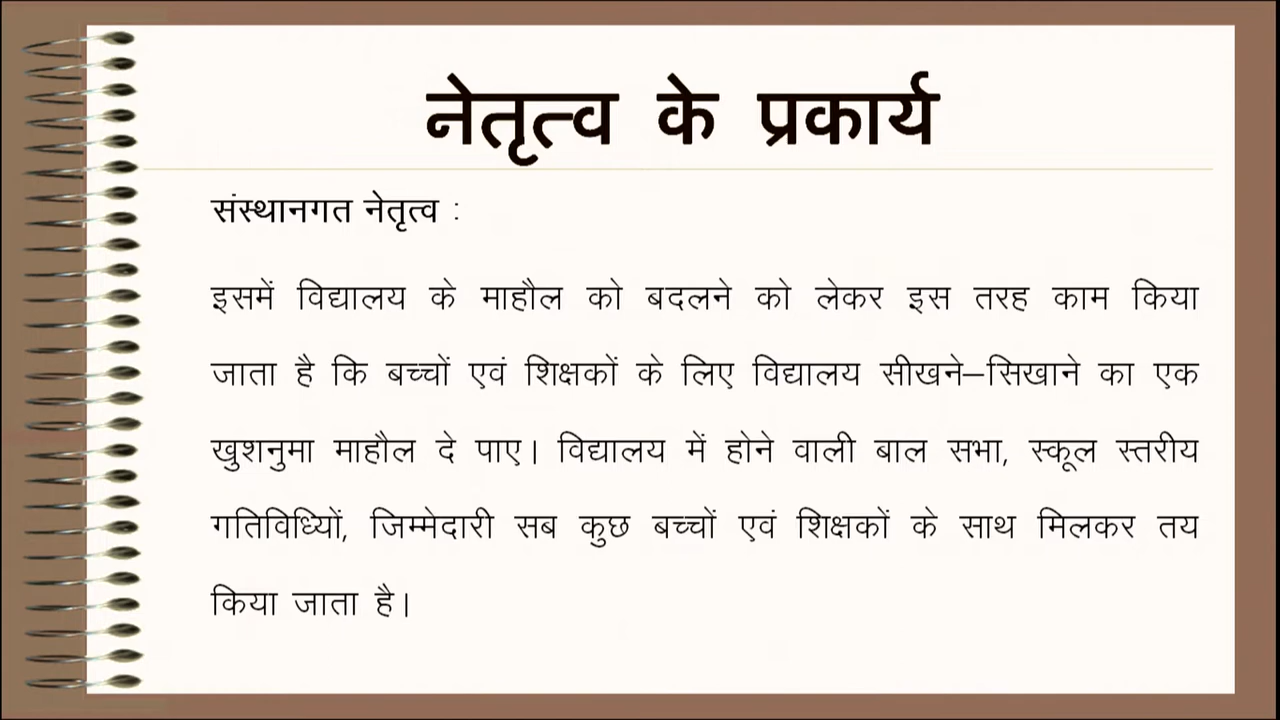 नेतृत्व के प्रकार्य
संस्थानगत नेतृत्व :
इसमें विद्यालय के माहौल को बदलने को लेकर इस तरह काम किया
जाता है कि बच्चों एवं शिक्षकों के लिए विद्यालय सीखने–सिखाने का एक
खुशनुमा माहौल दे पाए। विद्यालय में होने वाली बाल सभा, स्कूल स्तरीय
गतिविध्यिों, जिम्मेदारी सब कुछ बच्चों एवं शिक्षकों के साथ मिलकर तय
किया जाता है।